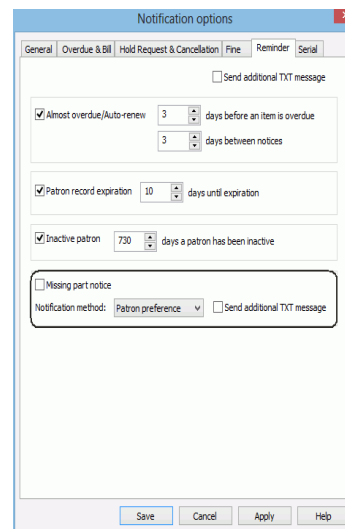 Notification options
General Overdue & Bill Hold Request & Cancellation Fine Reminder Serial
Send additional TXT message
Almost overdue/Auto-renew 3 days before an item is overdue
3 days between notices
Patron record expiration 10 days until expiration
Inactive patron 730 days a patron has been inactive
Missing part notice
Notification method: Patron preference Send additional TXT message
Save Cancel Apply Help